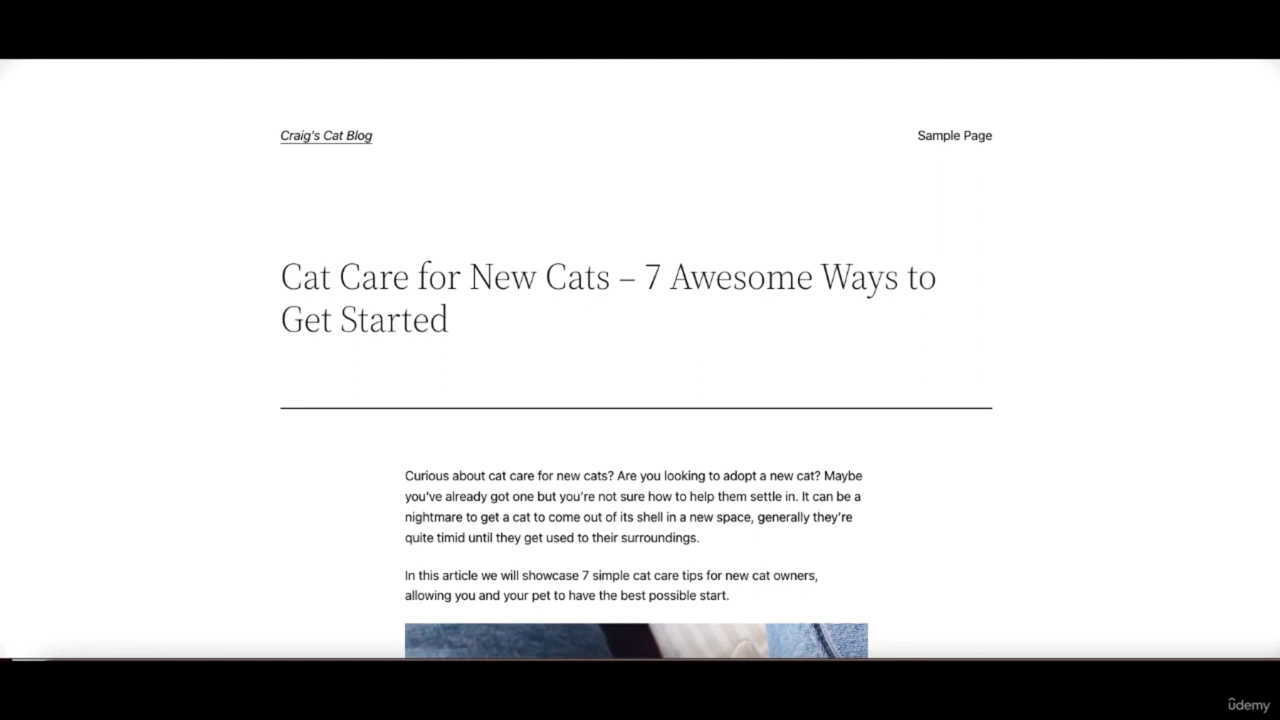 Craig's Cat Blog
Sample Page
Cat Care for New Cats – 7 Awesome Ways to
Get Started
Curious about cat care for new cats? Are you looking to adopt a new cat? Maybe
you've already got one but you're not sure how to help them settle in. It can be a
nightmare to get a cat to come out of its shell in a new space, generally they're
quite timid until they get used to their surroundings.
In this article we will showcase 7 simple cat care tips for new cat owners,
allowing you and your pet to have the best possible start.
ûdemy